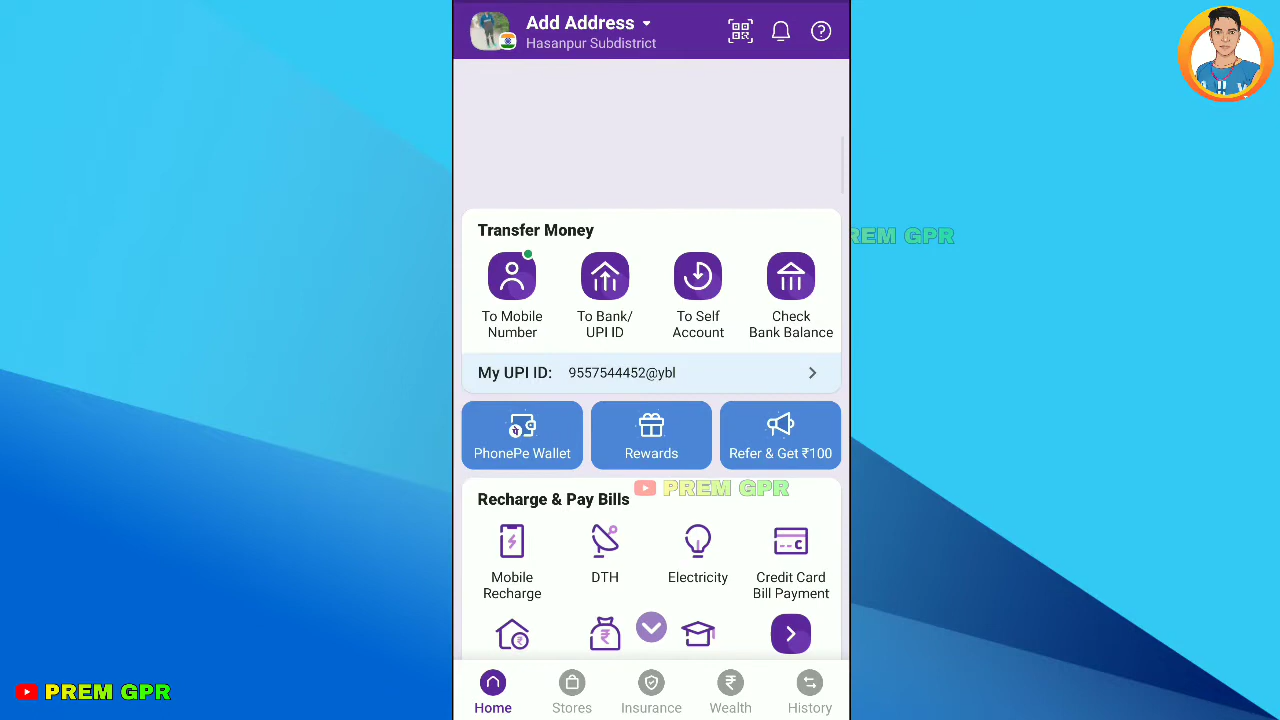 Add Address
Hasanpur Subdistrict
Transfer Money
To Mobile
Number
To Bank/
UPI ID
To Self
Account
Check
Bank Balance
My UPI ID: 9557544452@ybl
PhonePe Wallet
Rewards
Refer & Get ₹100
PREM GPR
Recharge & Pay Bills
Mobile
Recharge
DTH
Electricity
Credit Card
Bill Payment
Home
Stores
Insurance
Wealth
History
REM GPR
PREM GPR